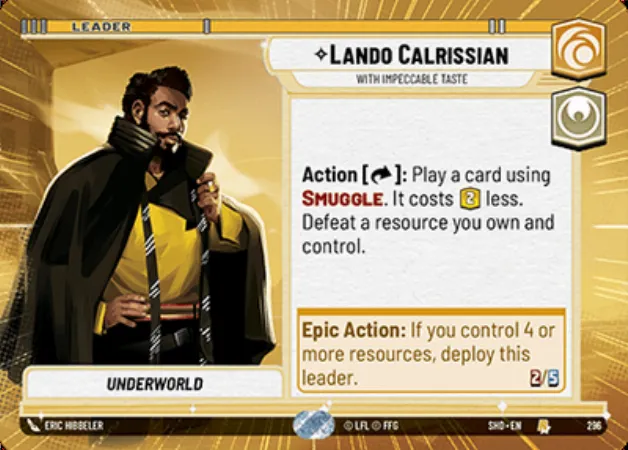 LEADER
LANDO CALRISSIAN
WITH IMPECCABLE TASTE
Action [ ]: Play a card using
SMUGGLE. It costs 2 less.
Defeat a resource you own and
control.
Epic Action: If you control 4 or
more resources, deploy this
leader.
2/5
UNDERWORLD
ERIC HIBBELER
© LFL © FFG
SHD • EN
296